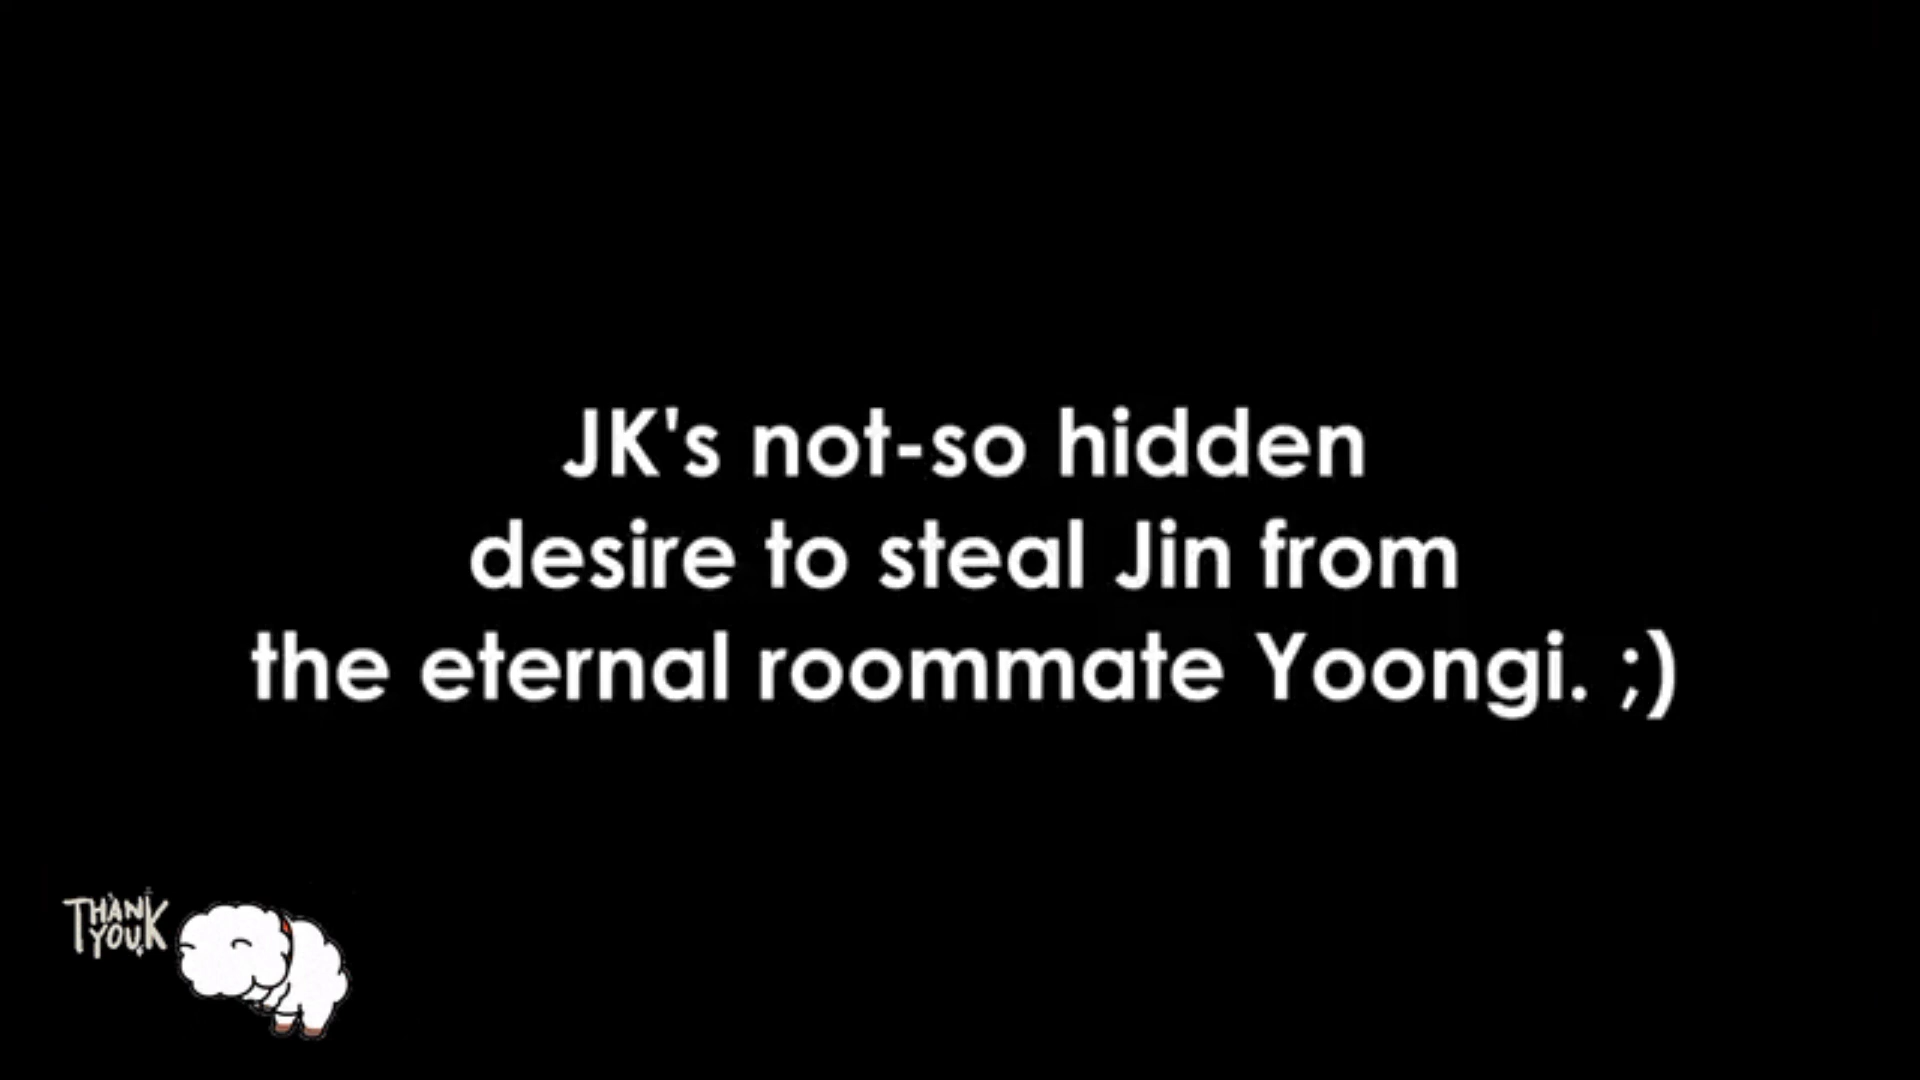 JK's not-so hidden
desire to steal Jin from
the eternal roommate Yoongi. ;)
THANK
YOU